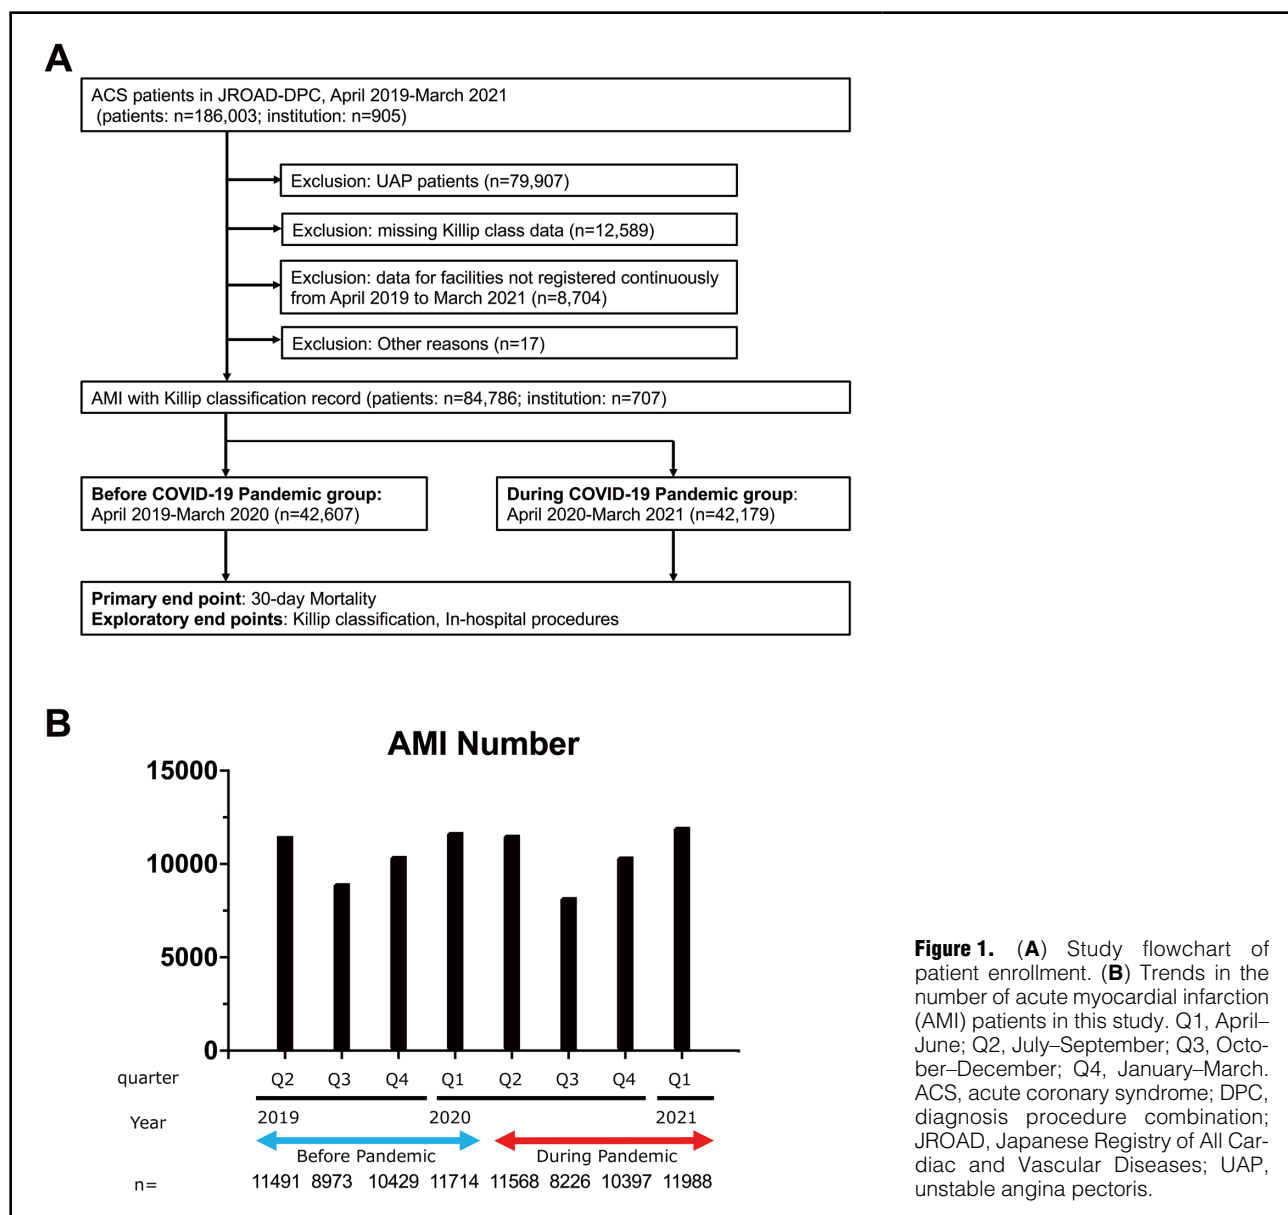 A
ACS patients in JROAD-DPC, April 2019-March 2021
(patients: n=186,003; institution: n=905)
Exclusion: UAP patients (n=79,907)
Exclusion: missing Killip class data (n=12,589)
Exclusion: data for facilities not registered continuously
from April 2019 to March 2021 (n=8,704)
Exclusion: Other reasons (n=17)
AMI with Killip classification record (patients: n=84,786; institution: n=707)
Before COVID-19 Pandemic group:
April 2019-March 2020 (n=42,607)
During COVID-19 Pandemic group:
April 2020-March 2021 (n=42,179)
Primary end point: 30-day Mortality
Exploratory end points: Killip classification, In-hospital procedures
B
AMI Number
15000
10000
5000
0
quarter Q2 Q3 Q4 Q1 Q2 Q3 Q4 Q1
Year 2019 2020 2021
Before Pandemic During Pandemic
n= 11491 8973 10429 11714 11568 8226 10397 11988
Figure 1. (A) Study flowchart of
patient enrollment. (B) Trends in the
number of acute myocardial infarction
(AMI) patients in this study. Q1, April–
June; Q2, July–September; Q3, Octo-
ber–December; Q4, January–March.
ACS, acute coronary syndrome; DPC,
diagnosis procedure combination;
JROAD, Japanese Registry of All Car-
diac and Vascular Diseases; UAP,
unstable angina pectoris.